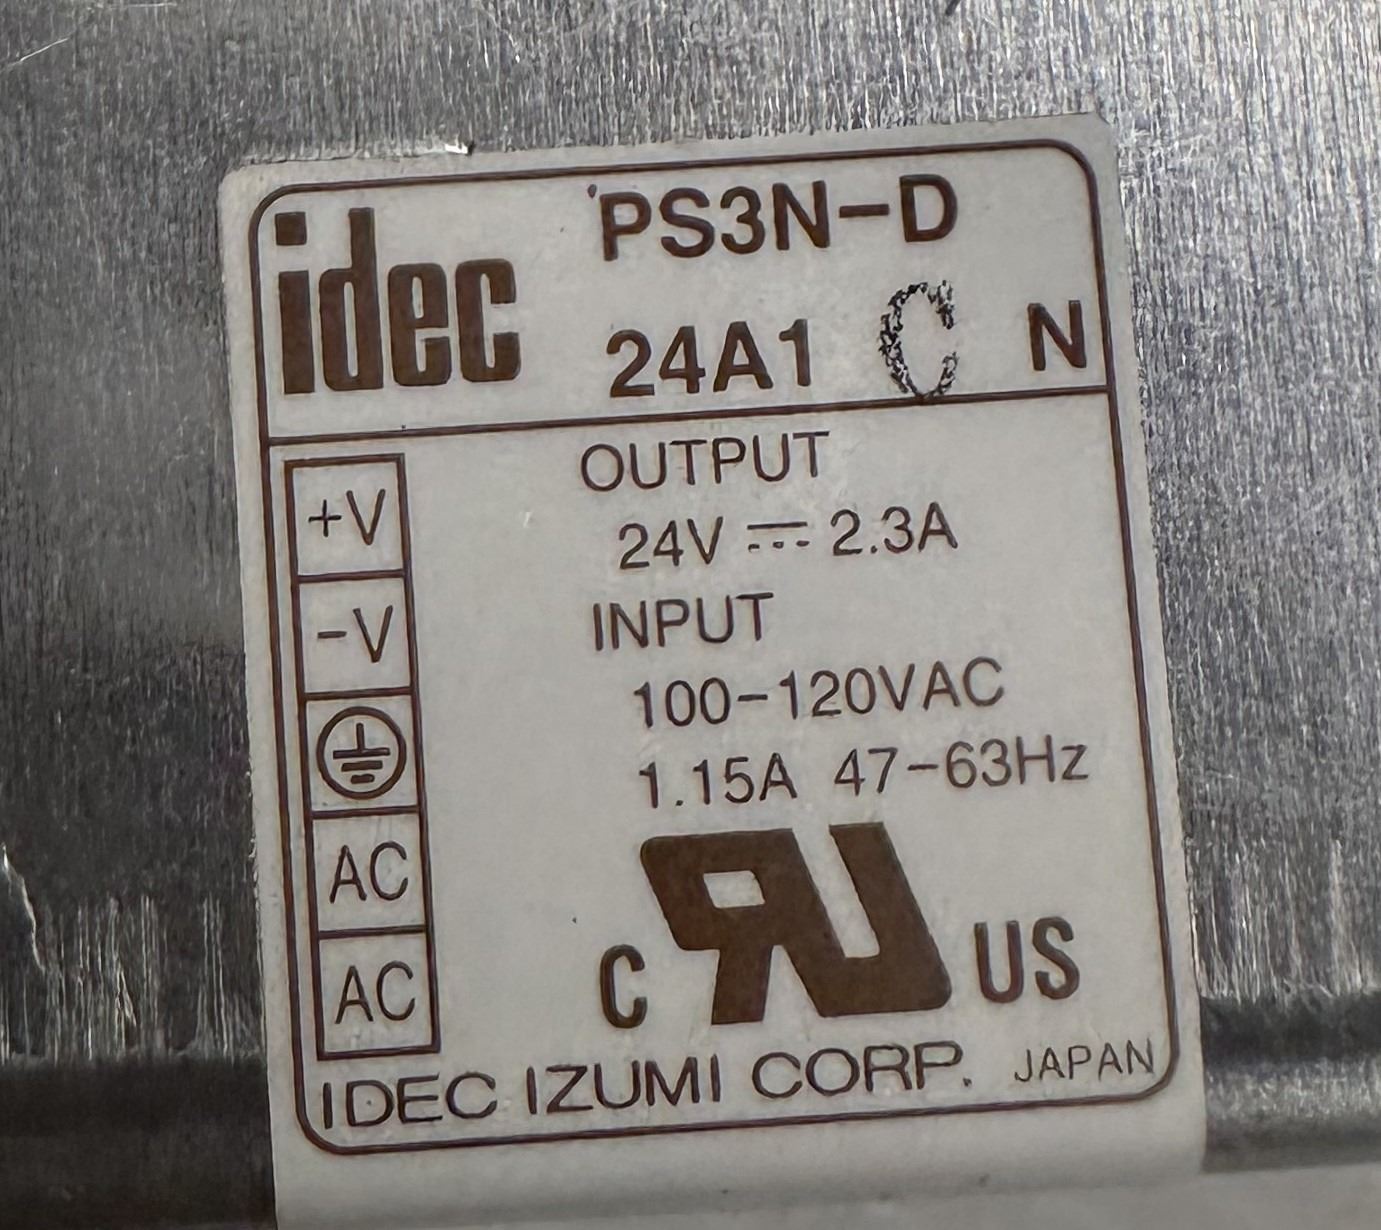 idec PS3N-D
24A1 C N
OUTPUT
24V ⎓ 2.3A
INPUT
100-120VAC
1.15A 47-63Hz
+V
-V
AC
AC
C RU US
IDEC IZUMI CORP. JAPAN